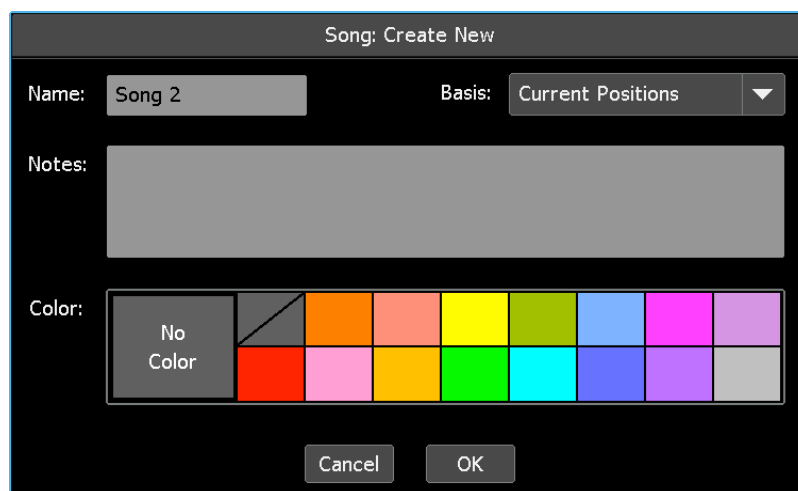 Song: Create New
Name: Song 2 Basis: Current Positions
Notes:
Color: No Color
Cancel OK